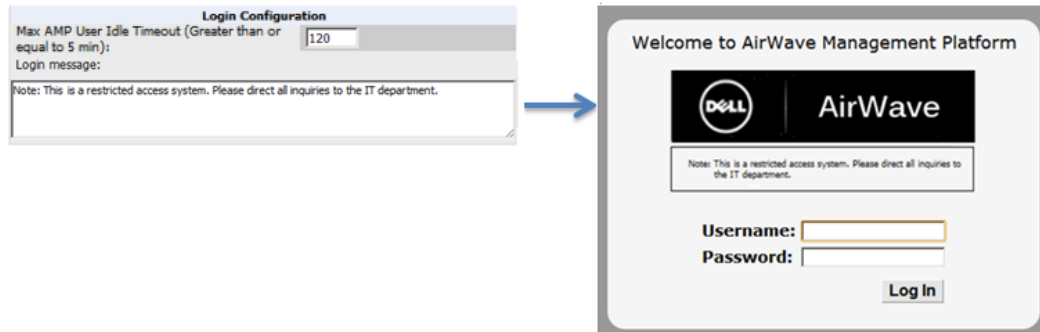 Login Configuration
Max AMP User Idle Timeout (Greater than or
equal to 5 min):
120
Login message:
Note: This is a restricted access system. Please direct all inquiries to the IT department.
Welcome to AirWave Management Platform
DELL
AirWave
Note: This is a restricted access system. Please direct all inquiries to
the IT department.
Username:
Password:
Log In